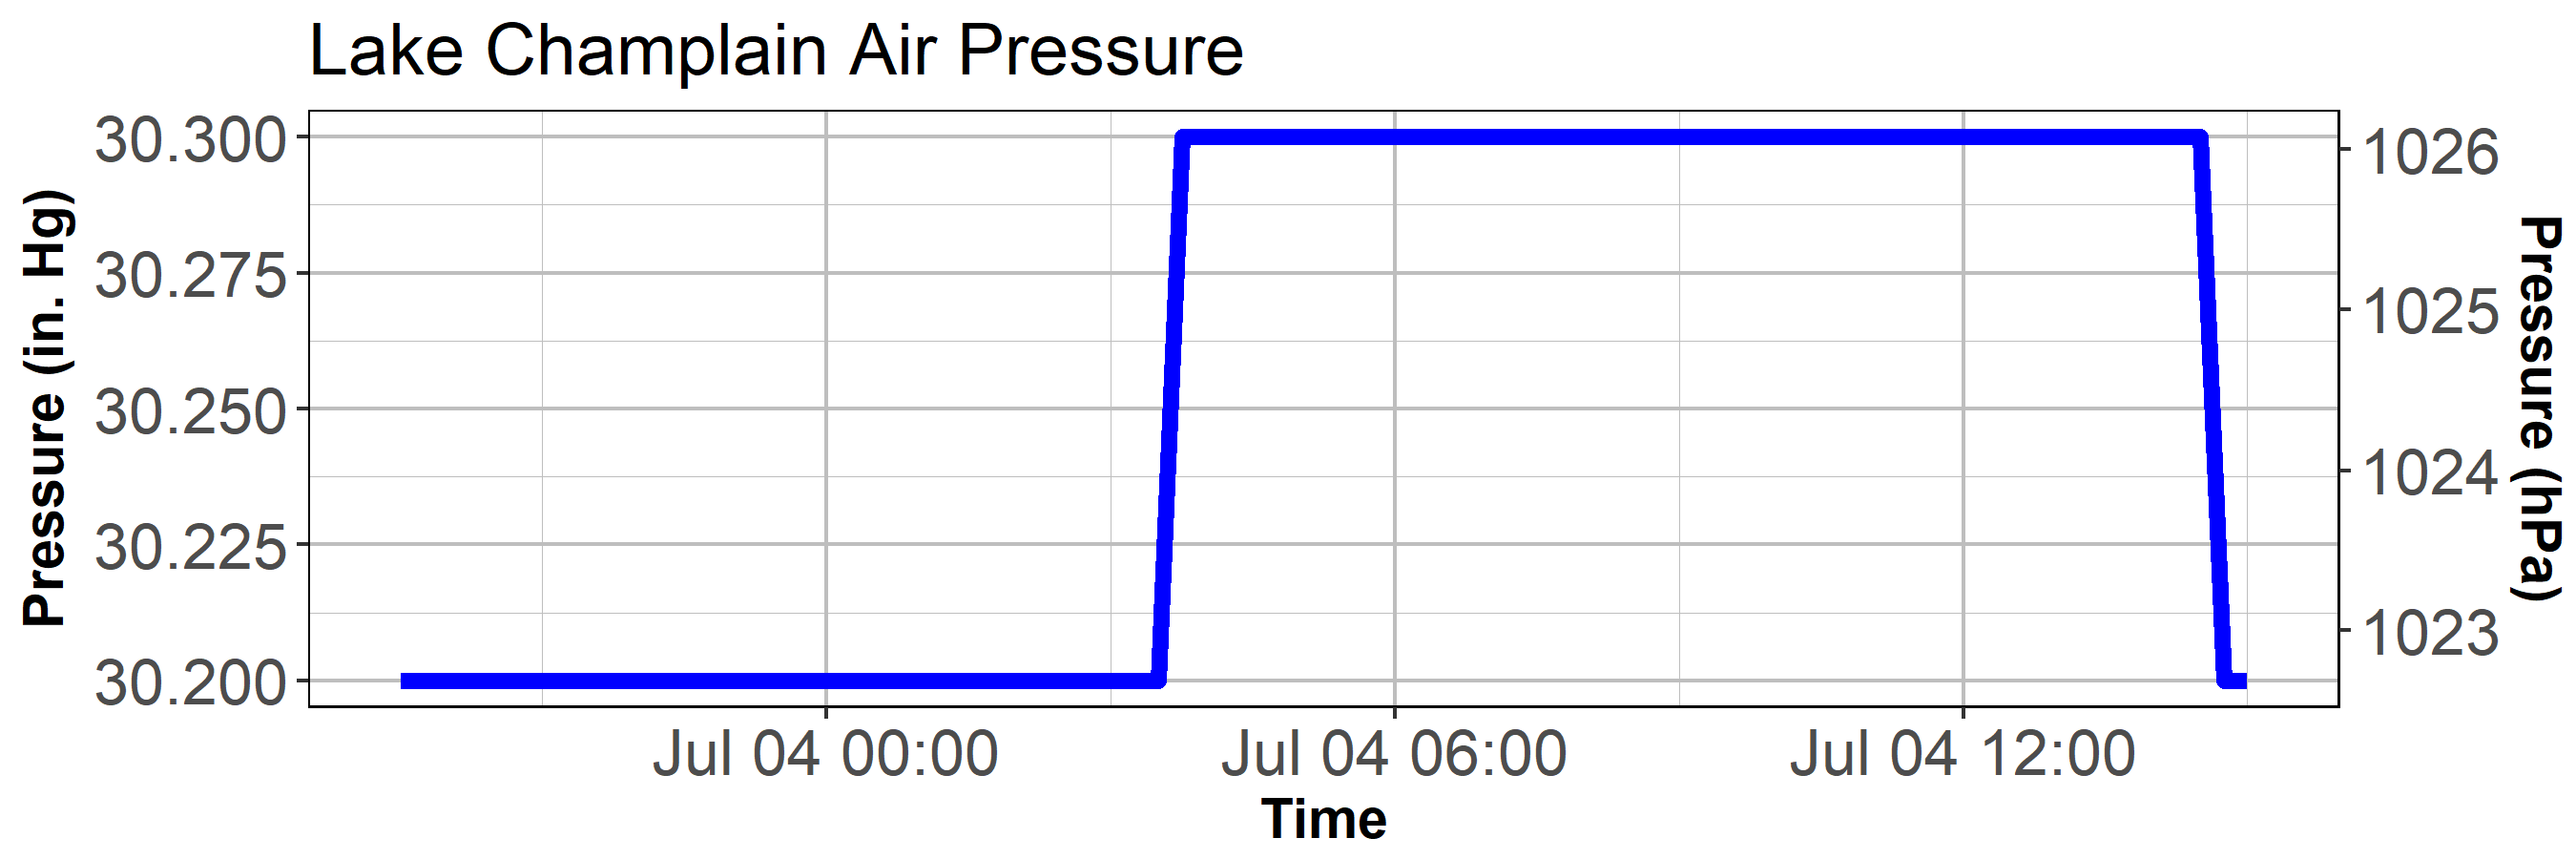 Lake Champlain Air Pressure
Pressure (in. Hg)
30.300
30.275
30.250
30.225
30.200
1026
1025
1024
1023
Pressure (hPa)
Jul 04 00:00 Jul 04 06:00 Jul 04 12:00
Time